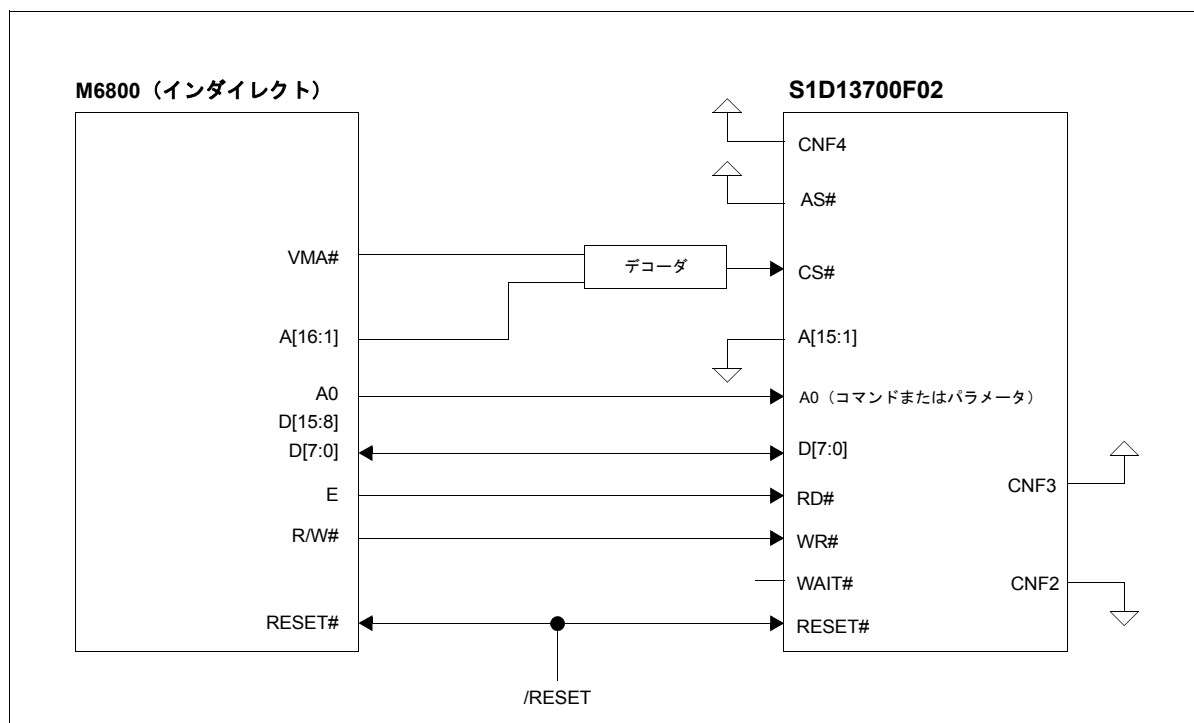 M6800（インダイレクト）
VMA#
A[16:1]
A0
D[15:8]
D[7:0]
E
R/W#
RESET#
デコーダ
/RESET
S1D13700F02
CNF4
AS#
CS#
A[15:1]
A0（コマンドまたはパラメータ）
D[7:0]
RD#
WR#
WAIT#
RESET#
CNF3
CNF2